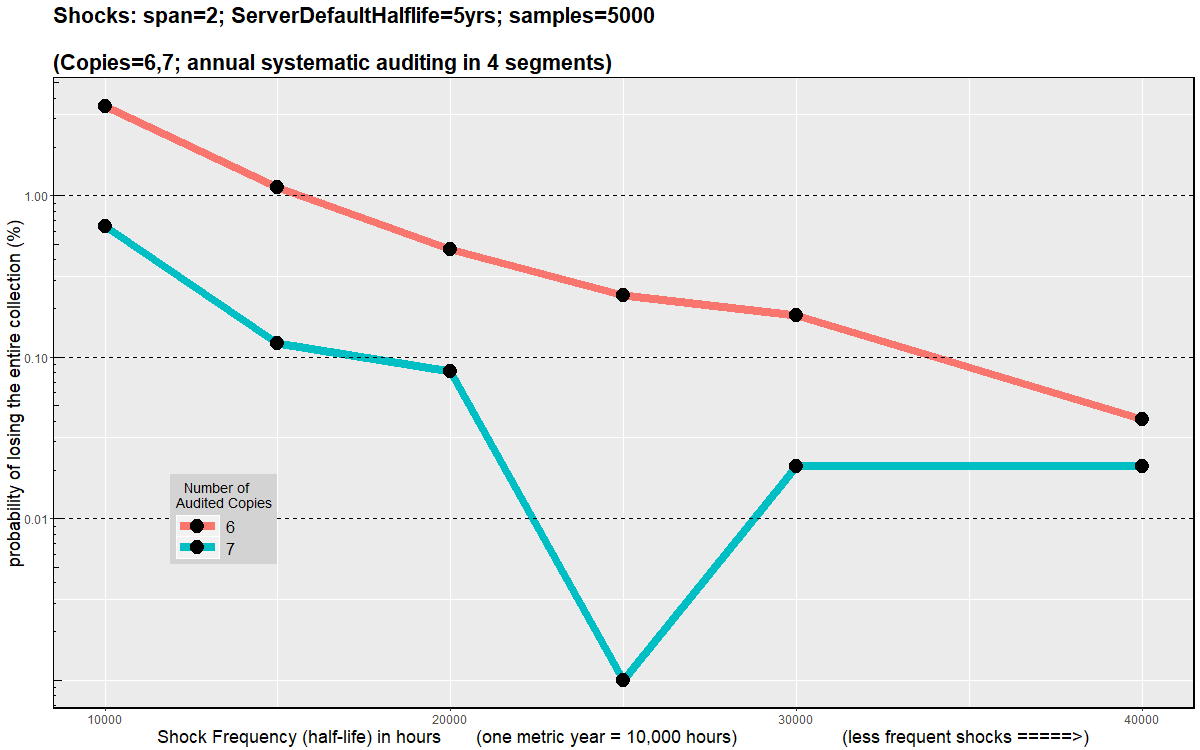 Shocks: span=2; ServerDefaultHalflife=5yrs; samples=5000
(Copies=6,7; annual systematic auditing in 4 segments)
probability of losing the entire collection (%)
1.00
0.10
0.01
Number of
Audited Copies
6
7
10000
20000
30000
40000
Shock Frequency (half-life) in hours (one metric year = 10,000 hours) (less frequent shocks =====>)